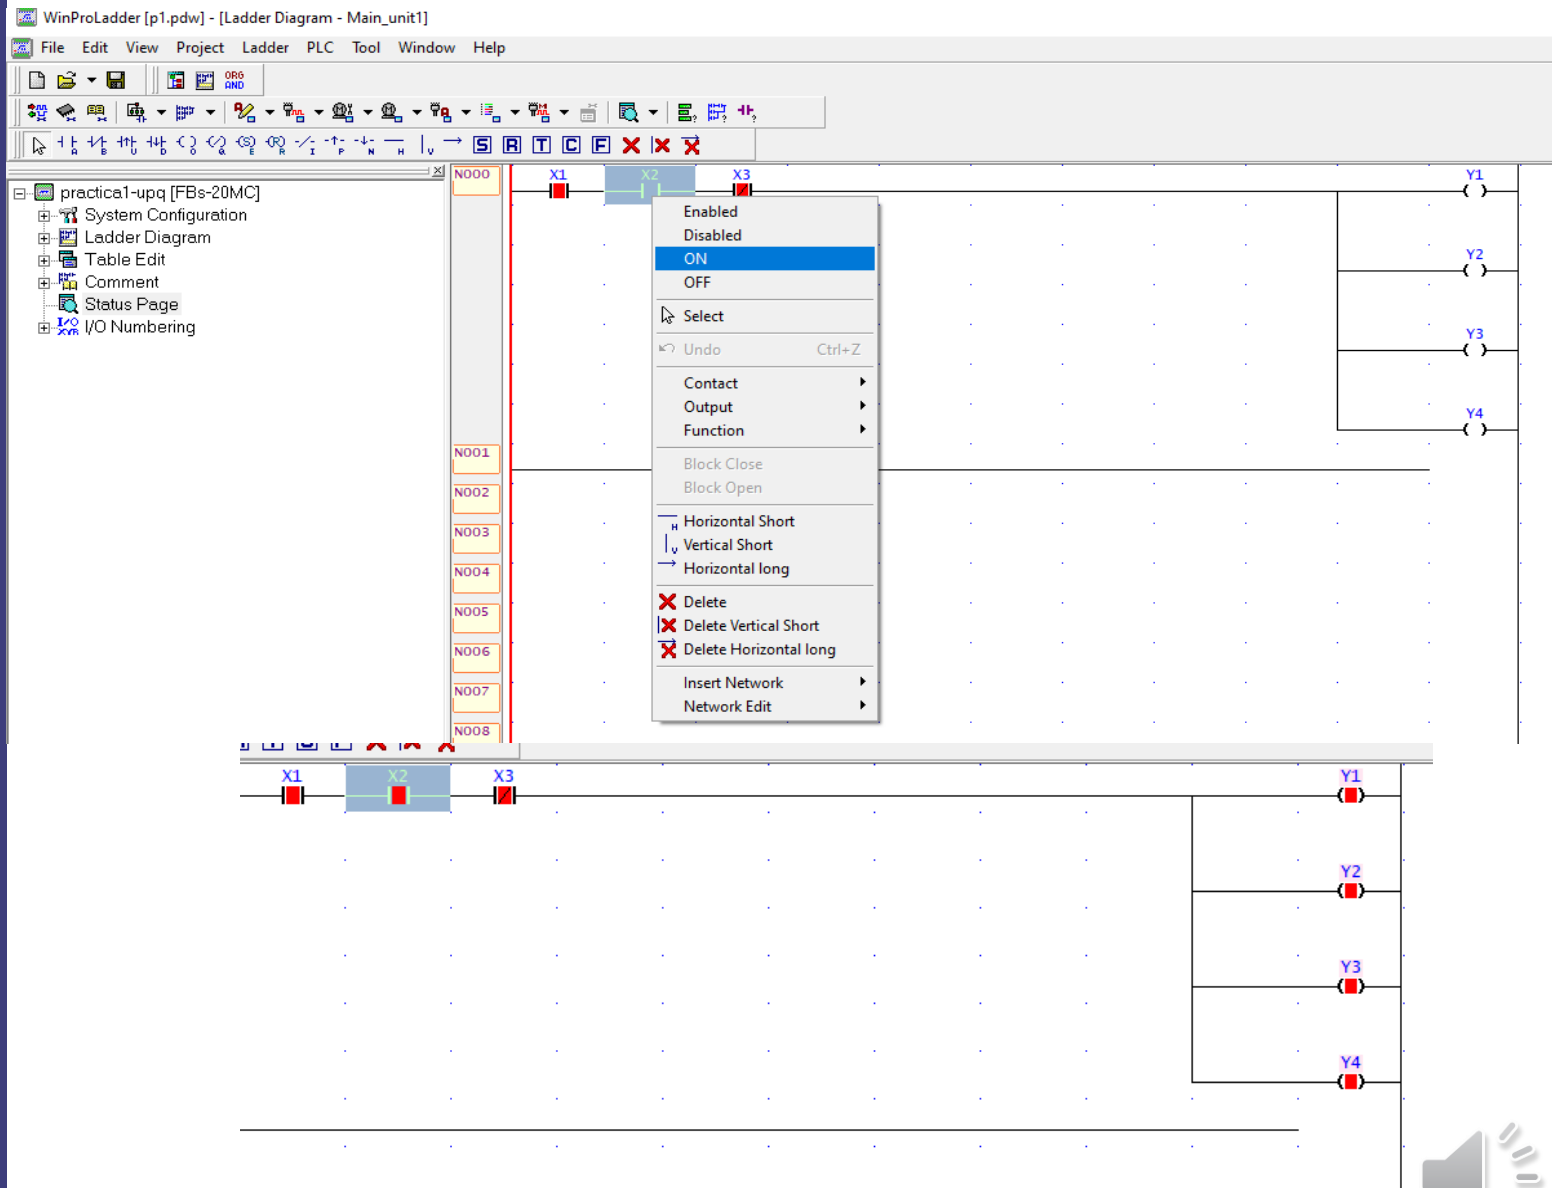 WinProLadder [p1.pdw] - [Ladder Diagram - Main_unit1]
File Edit View Project Ladder PLC Tool Window Help
ORG
AND
A B U D O Q E R I P N H V S R T C F
practica1-upq [FBs-20MC]
System Configuration
Ladder Diagram
Table Edit
Comment
Status Page
I/O Numbering
N000
X1 X2 X3 Y1
Y2
Y3
Y4
N001
N002
N003
N004
N005
N006
N007
N008
Enabled
Disabled
ON
OFF
Select
Undo Ctrl+Z
Contact
Output
Function
Block Close
Block Open
Horizontal Short
Vertical Short
Horizontal long
Delete
Delete Vertical Short
Delete Horizontal long
Insert Network
Network Edit
X1 X2 X3 Y1
Y2
Y3
Y4